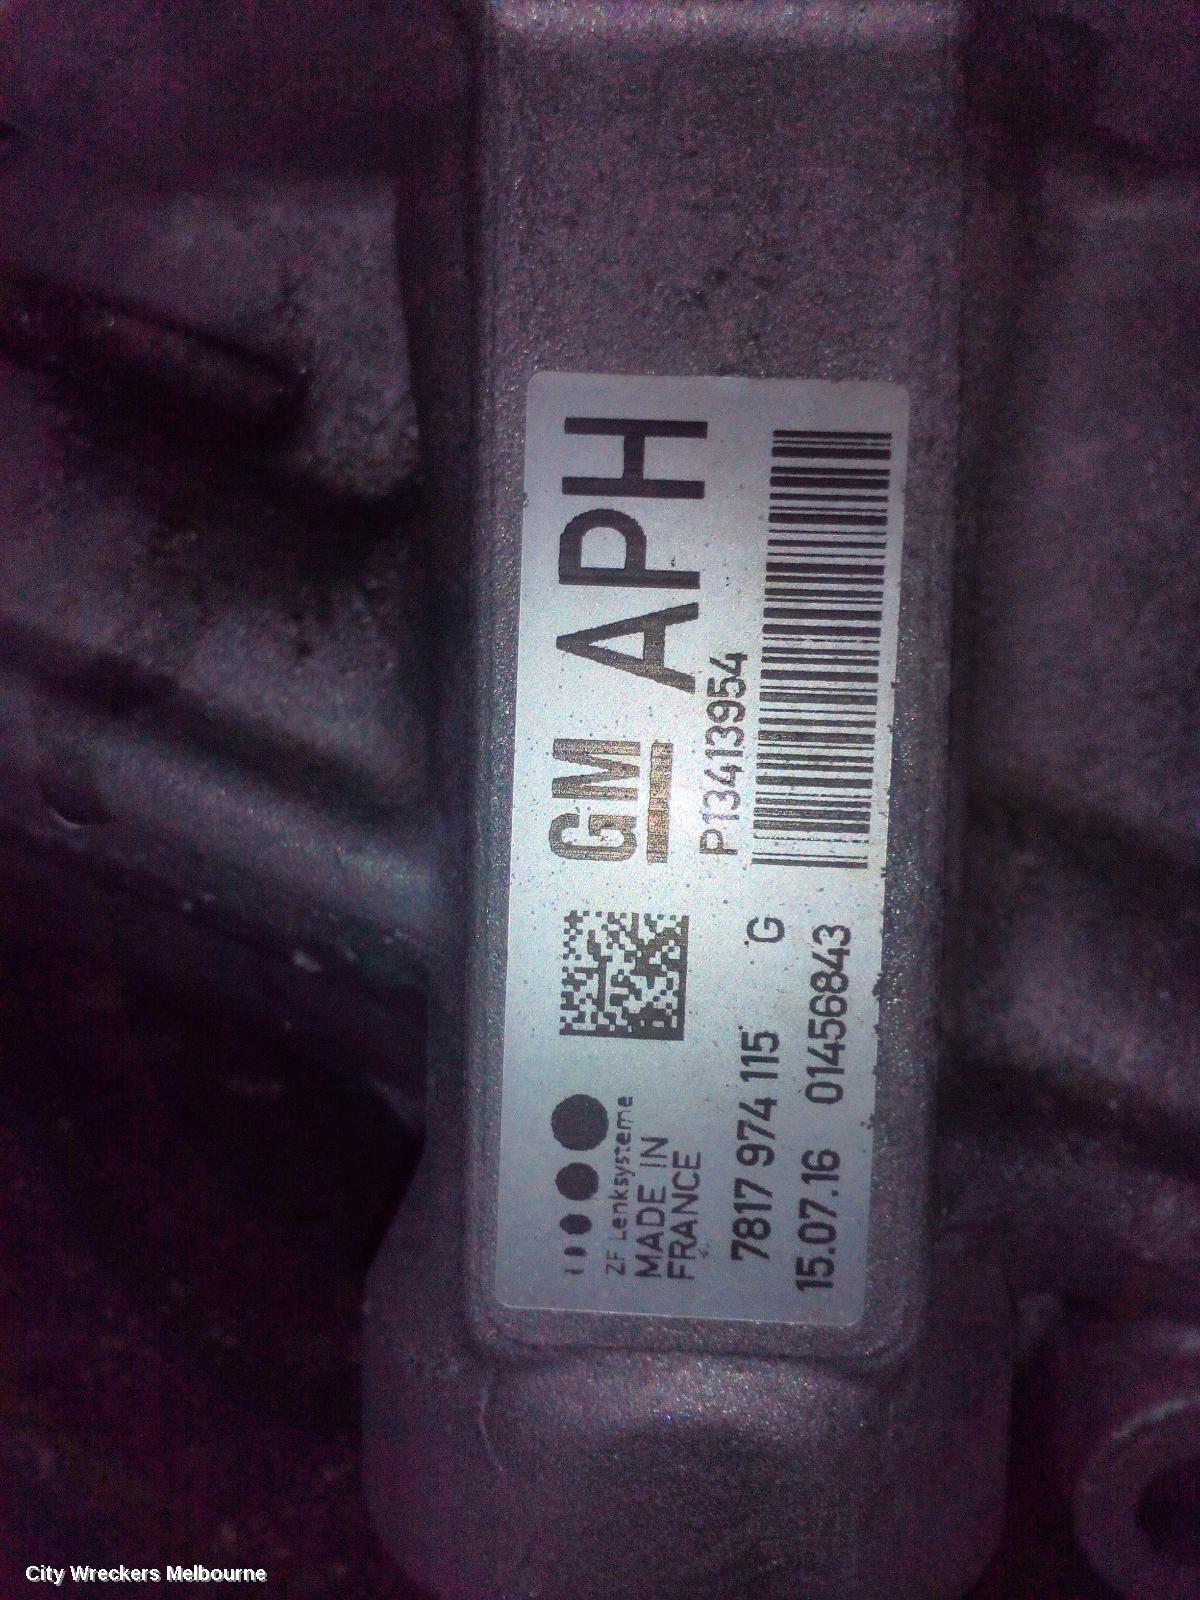 GM APH
P13413954
ZF Lenksysteme
MADE IN
FRANCE
7817 974 115 G
15.07.16 01456843
City Wreckers Melbourne